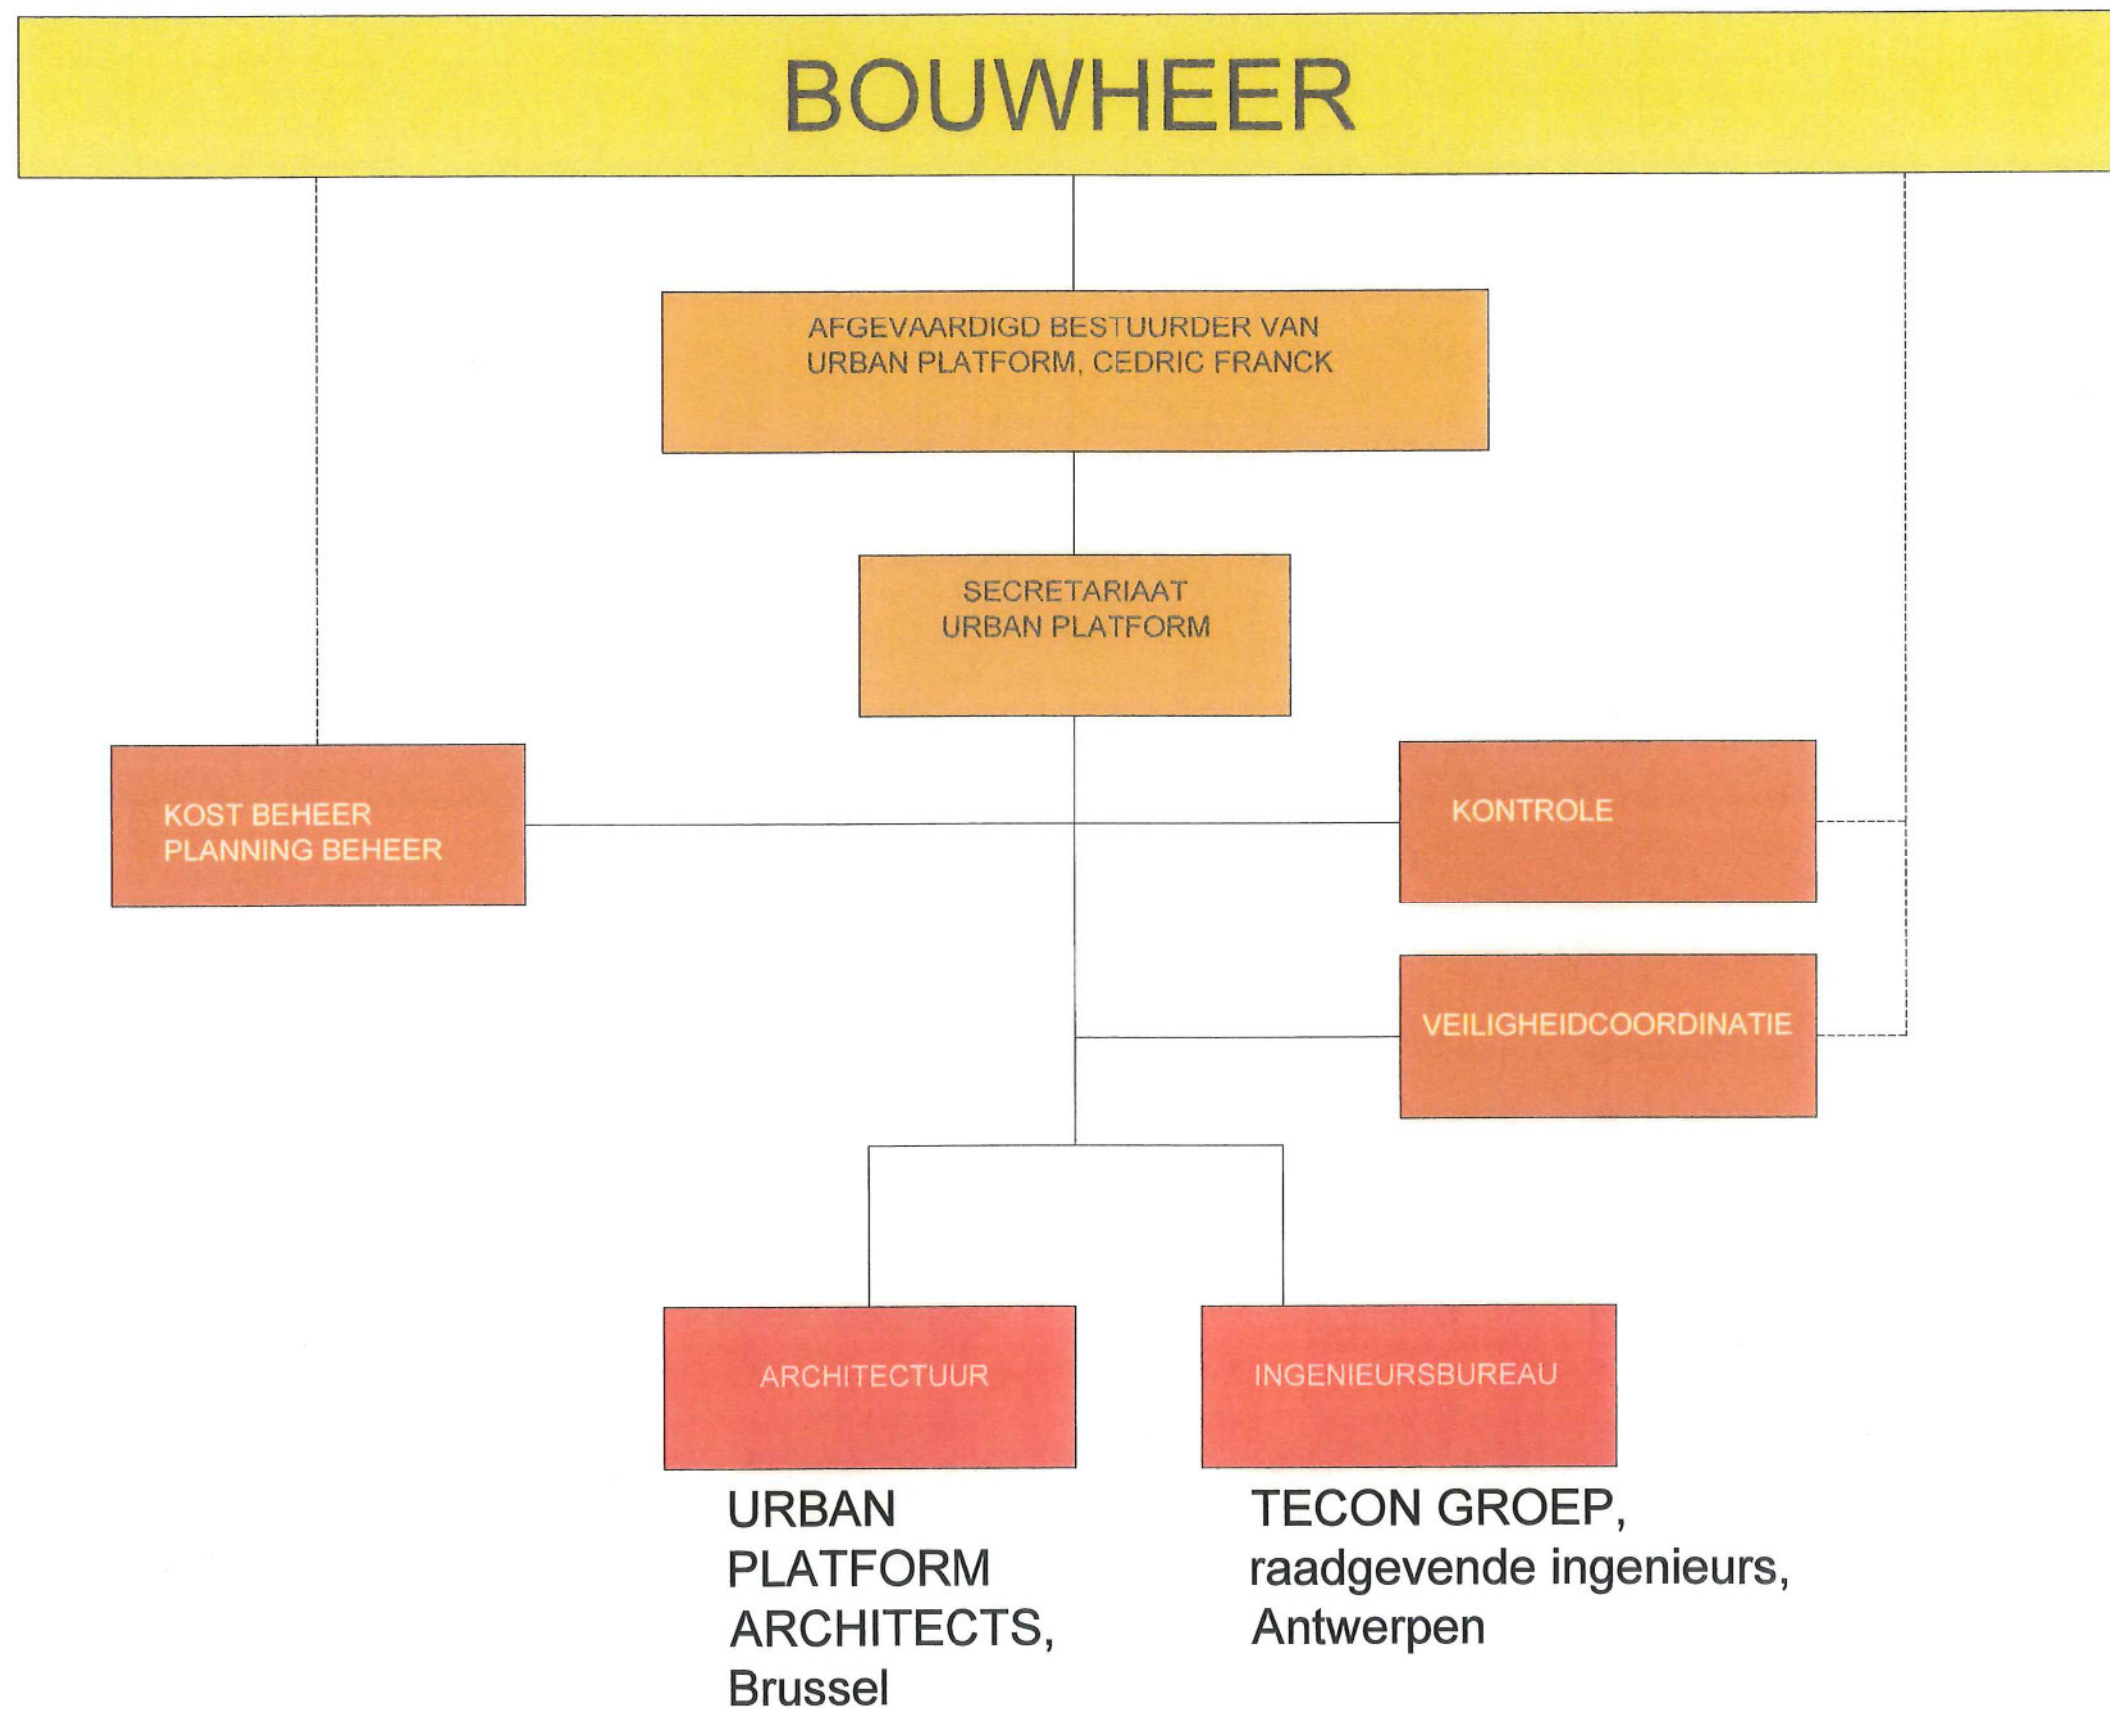 BOUWHEER
AFGEVAARDIGD BESTUURDER VAN
URBAN PLATFORM, CEDRIC FRANCK
SECRETARIAAT
URBAN PLATFORM
KOST BEHEER
PLANNING BEHEER
KONTROLE
VEILIGHEIDCOORDINATIE
ARCHITECTUUR
INGENIEURSBUREAU
URBAN
PLATFORM
ARCHITECTS,
Brussel
TECON GROEP,
raadgevende ingenieurs,
Antwerpen